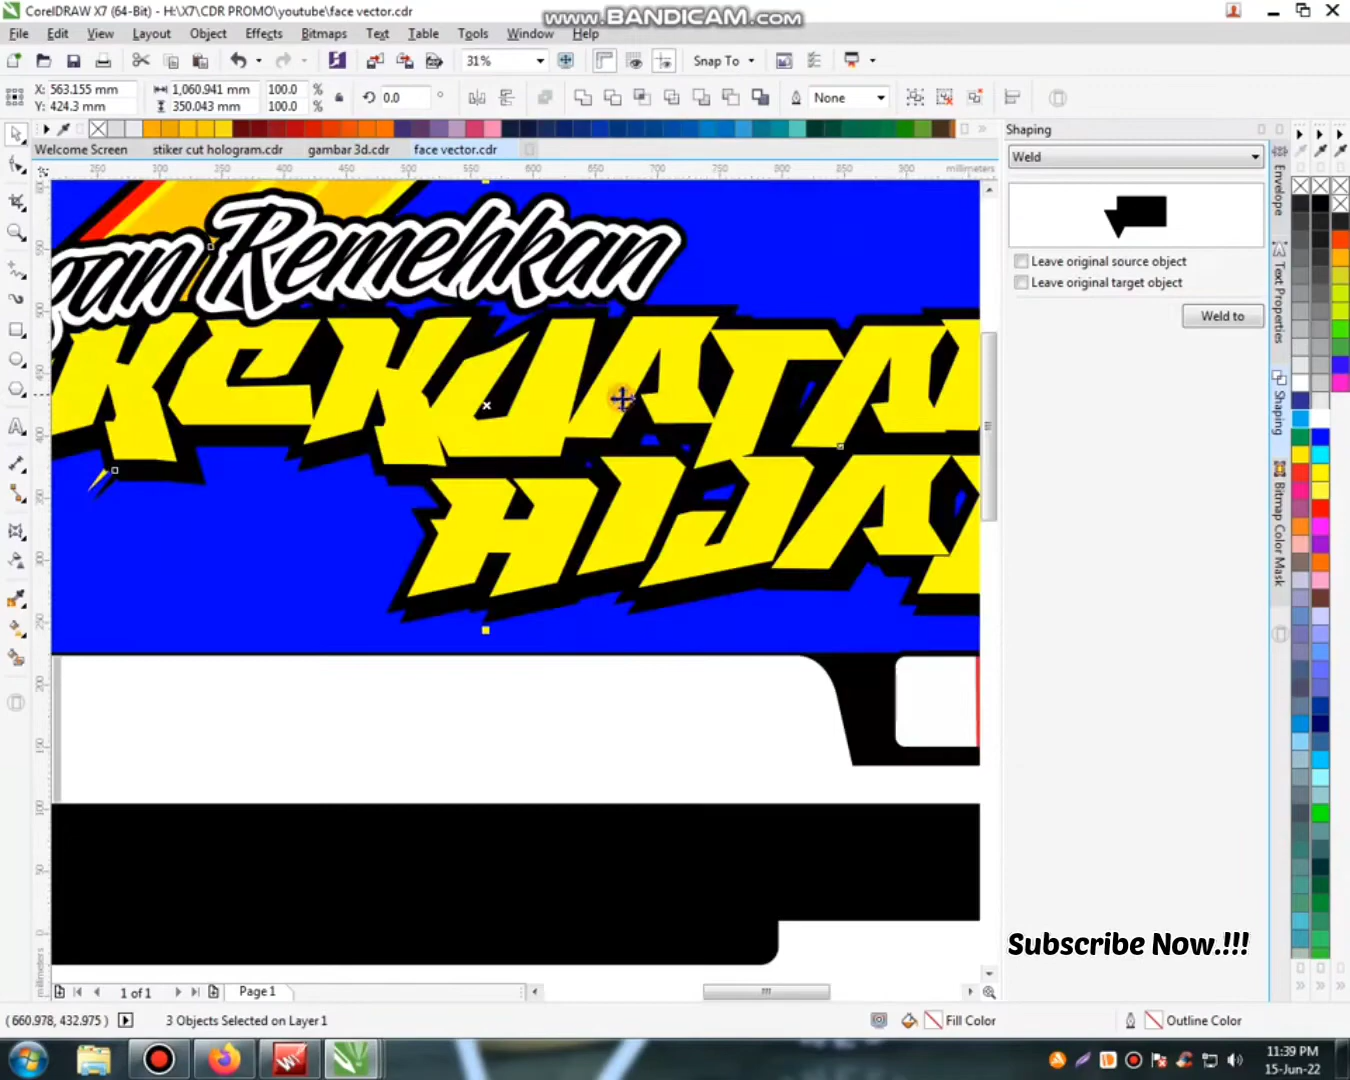 CorelDRAW X7 (64-Bit) - H:\X7\CDR PROMO\youtube\face vector.cdr
www.BANDICAM.com
File Edit View Layout Object Effects Bitmaps Text Table Tools Window Help
31%
Snap To
X: 563.155 mm
Y: 424.3 mm
1,060.941 mm
350.043 mm
100.0 %
100.0 %
0.0 °
None
Welcome Screen
stiker cut hologram.cdr
gambar 3d.cdr
face vector.cdr
millimeters
Shaping
Weld
Leave original source object
Leave original target object
Weld to
Envelope
Text Properties
Shaping
Bitmap Color Mask
gan Remehkan
KEKUATA
HIJA
Subscribe Now.!!!
1 of 1
Page 1
(660.978, 432.975)
3 Objects Selected on Layer 1
Fill Color
Outline Color
11:39 PM
15-Jun-22